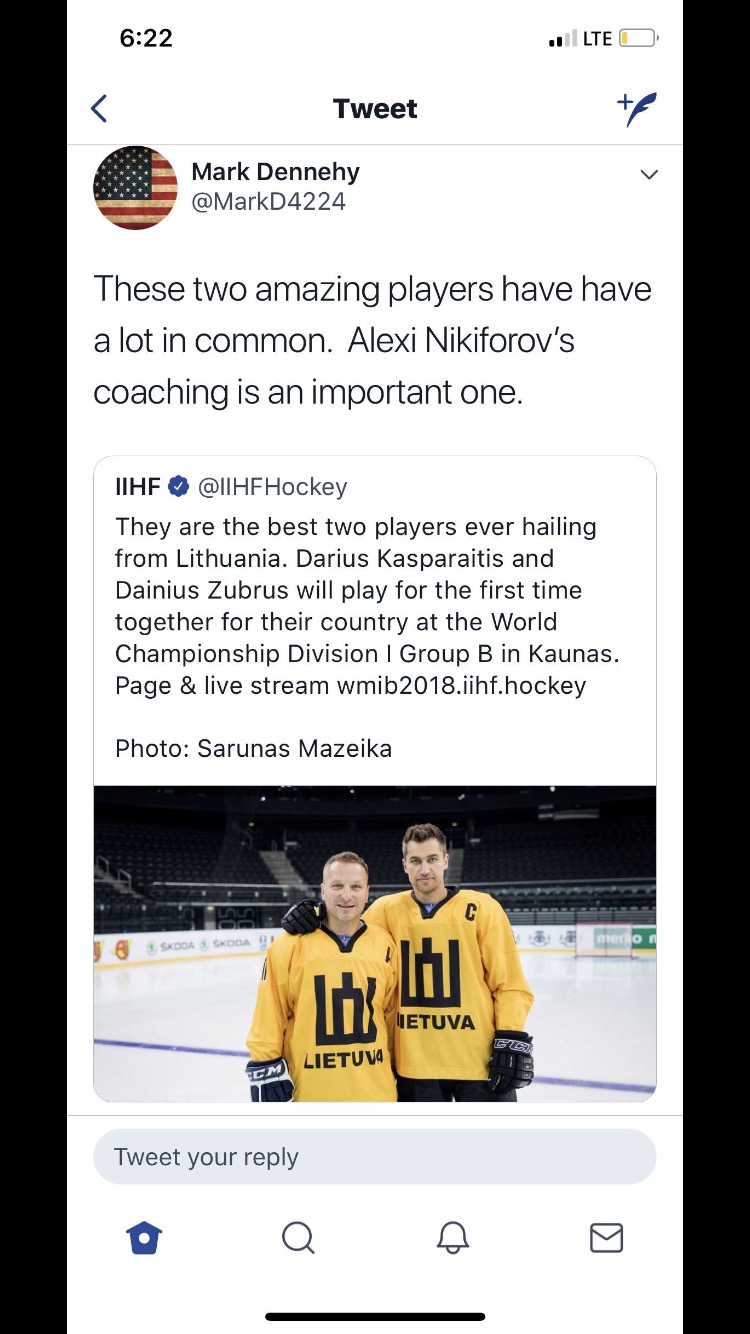 6:22
LTE
Tweet
Mark Dennehy
@MarkD4224
These two amazing players have have
a lot in common.  Alexi Nikiforov’s
coaching is an important one.
IIHF @IIHFHockey
They are the best two players ever hailing
from Lithuania. Darius Kasparaitis and
Dainius Zubrus will play for the first time
together for their country at the World
Championship Division I Group B in Kaunas.
Page & live stream wmib2018.iihf.hockey
Photo: Sarunas Mazeika
ŠKODA ŠKODA
C
LIETUVA
IETUVA
CCM
CCM
Tweet your reply